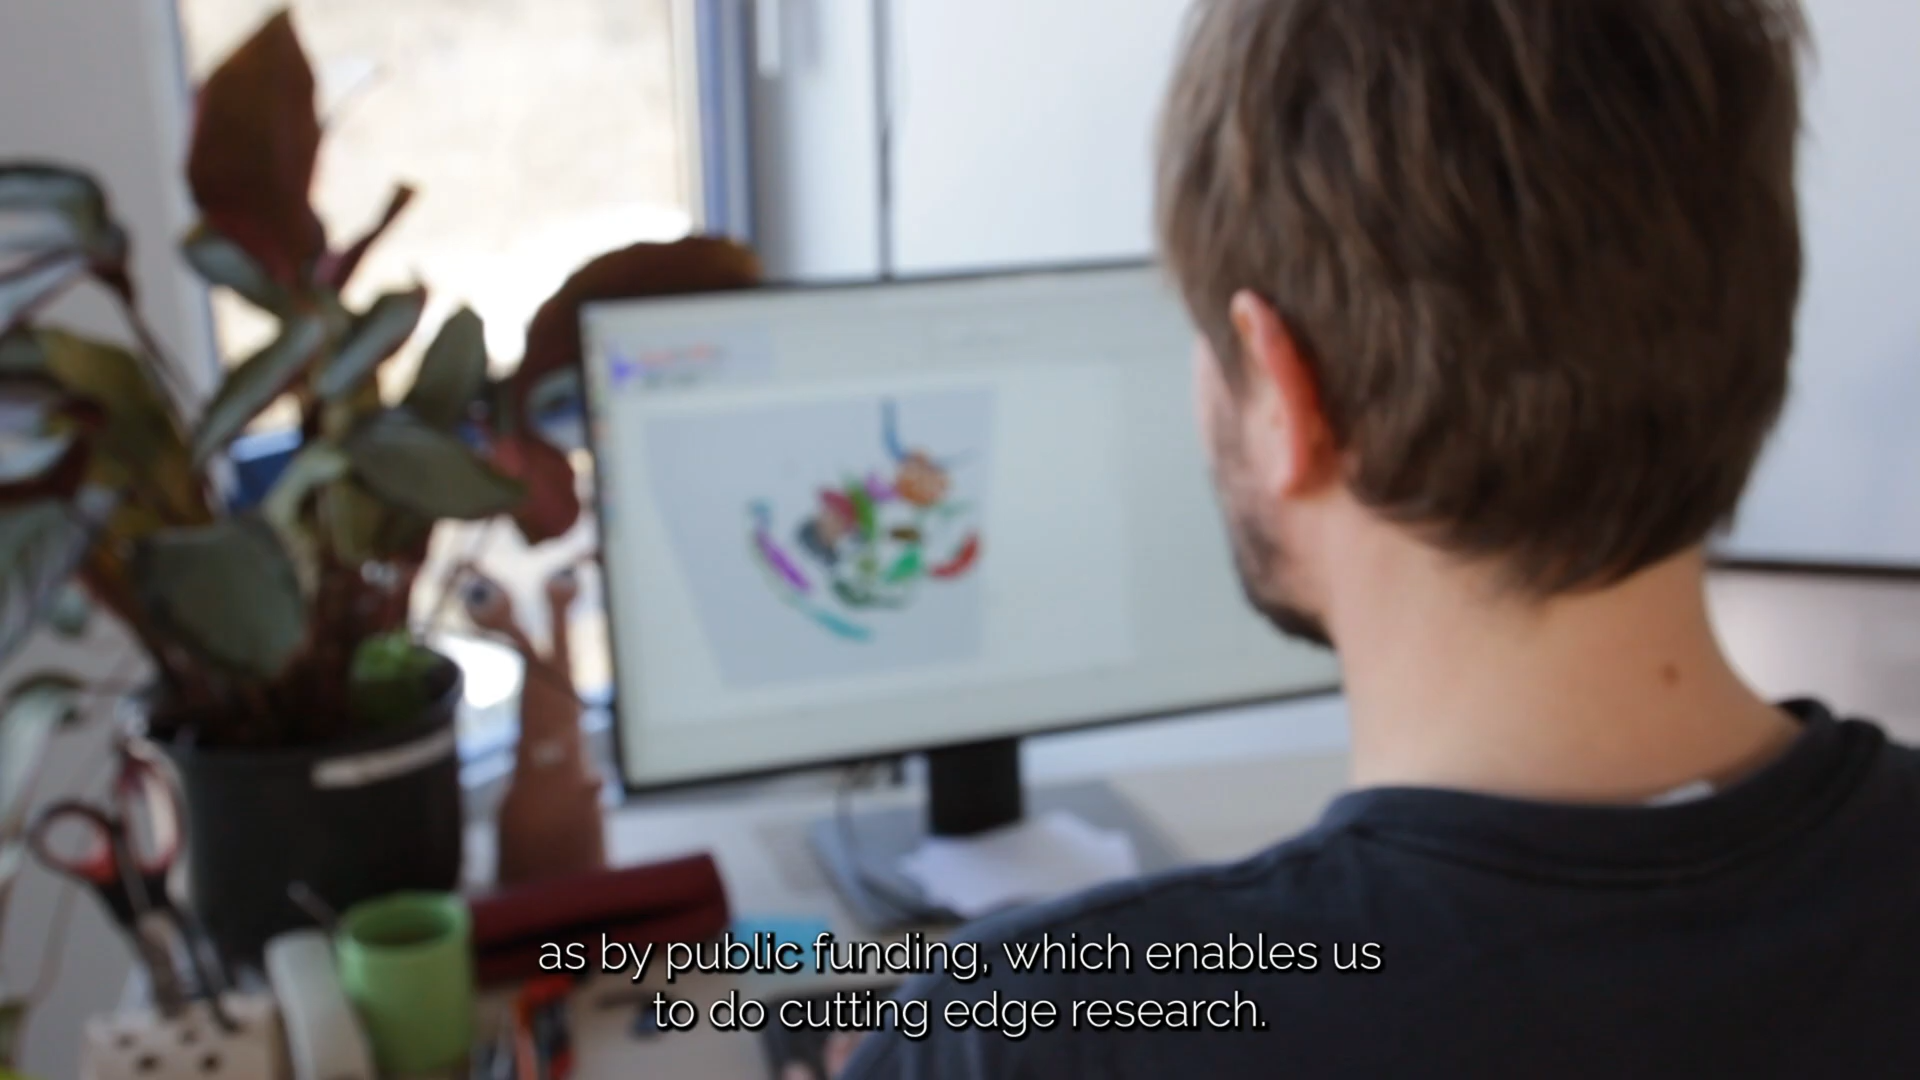 as by public funding, which enables us
to do cutting edge research.